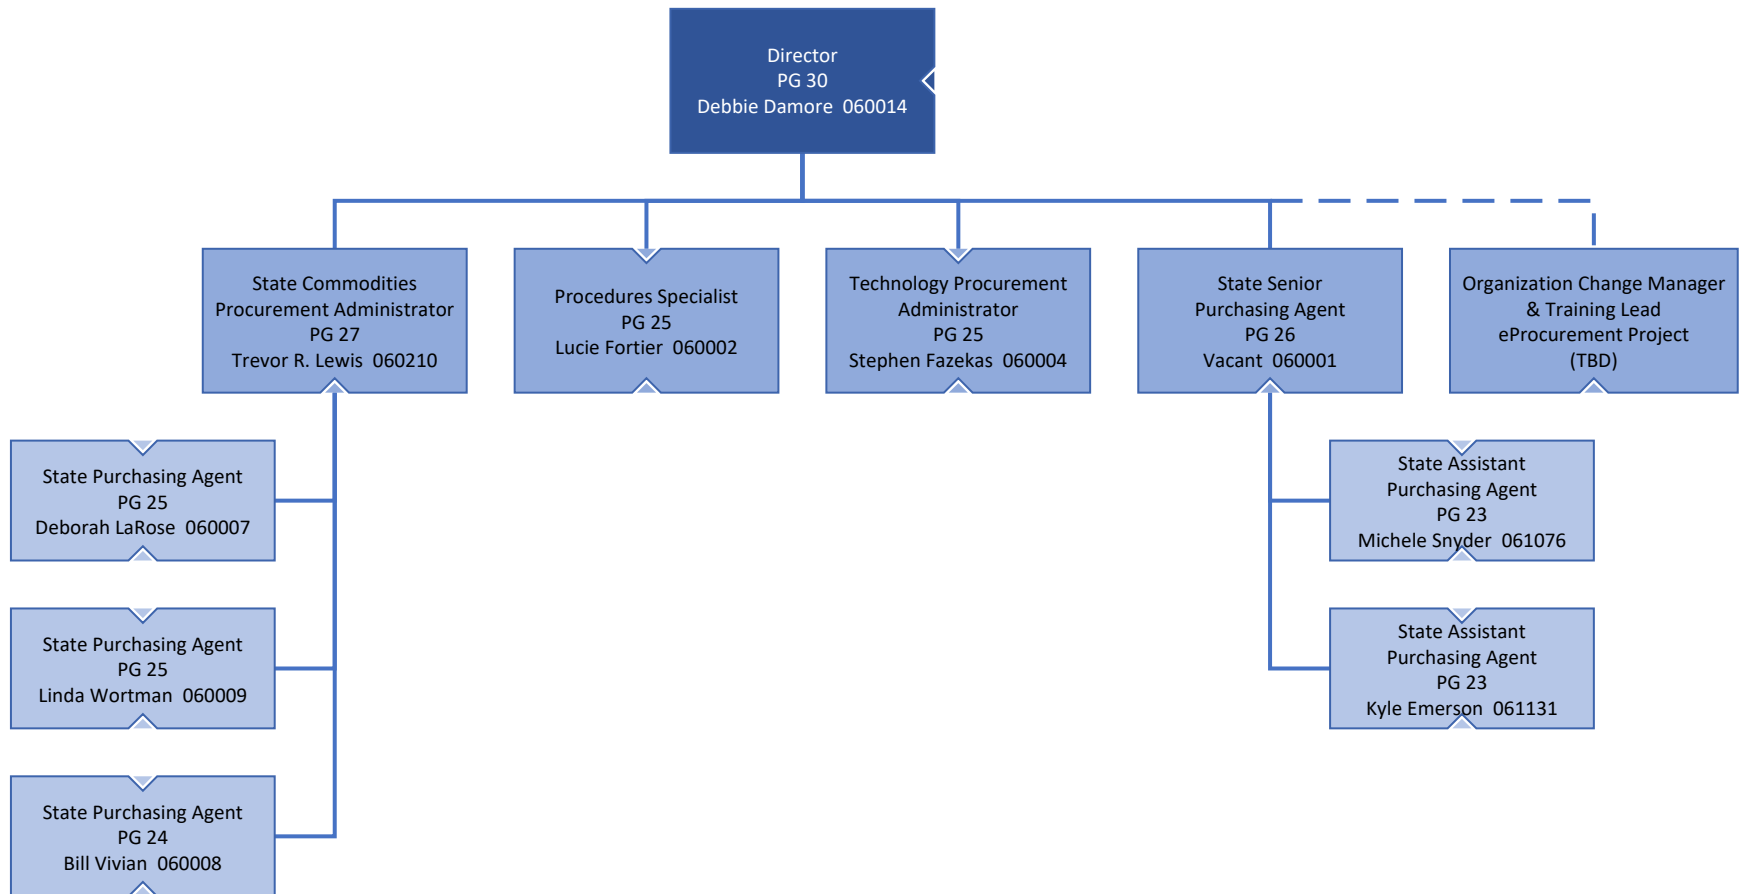 Director
PG 30
Debbie Damore 060014
State Commodities
Procurement Administrator
PG 27
Trevor R. Lewis 060210
Procedures Specialist
PG 25
Lucie Fortier 060002
Technology Procurement
Administrator
PG 25
Stephen Fazekas 060004
State Senior
Purchasing Agent
PG 26
Vacant 060001
Organization Change Manager
& Training Lead
eProcurement Project
(TBD)
State Purchasing Agent
PG 25
Deborah LaRose 060007
State Assistant
Purchasing Agent
PG 23
Michele Snyder 061076
State Purchasing Agent
PG 25
Linda Wortman 060009
State Assistant
Purchasing Agent
PG 23
Kyle Emerson 061131
State Purchasing Agent
PG 24
Bill Vivian 060008